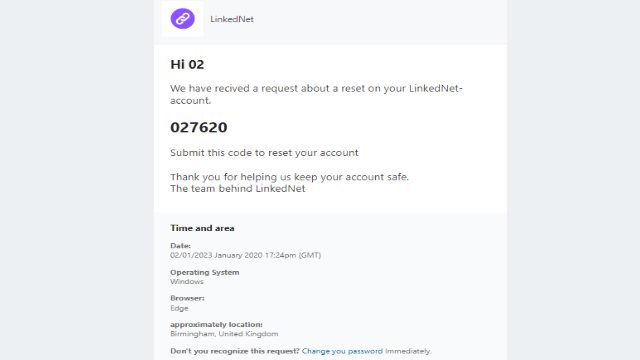 LinkedNet
Hi 02
We have recived a request about a reset on your LinkedNet-
account.
027620
Submit this code to reset your account
Thank you for helping us keep your account safe.
The team behind LinkedNet
Time and area
Date:
02/01/2023 January 2020 17:24pm (GMT)
Operating System
Windows
Browser:
Edge
approximately location:
Birmingham, United Kingdom
Don't you recognize this request? Change you password Immediately.